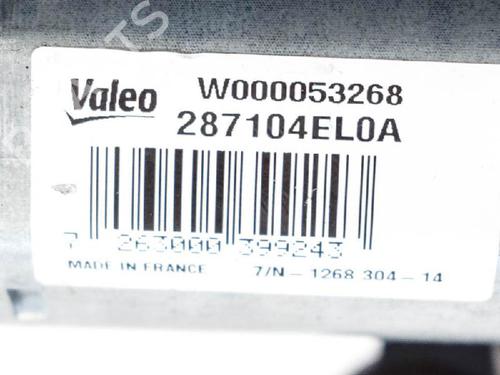 Valeo
W000053268
287104EL0A
7 263000 399243
MADE IN FRANCE 7/N - 1268 304 - 14